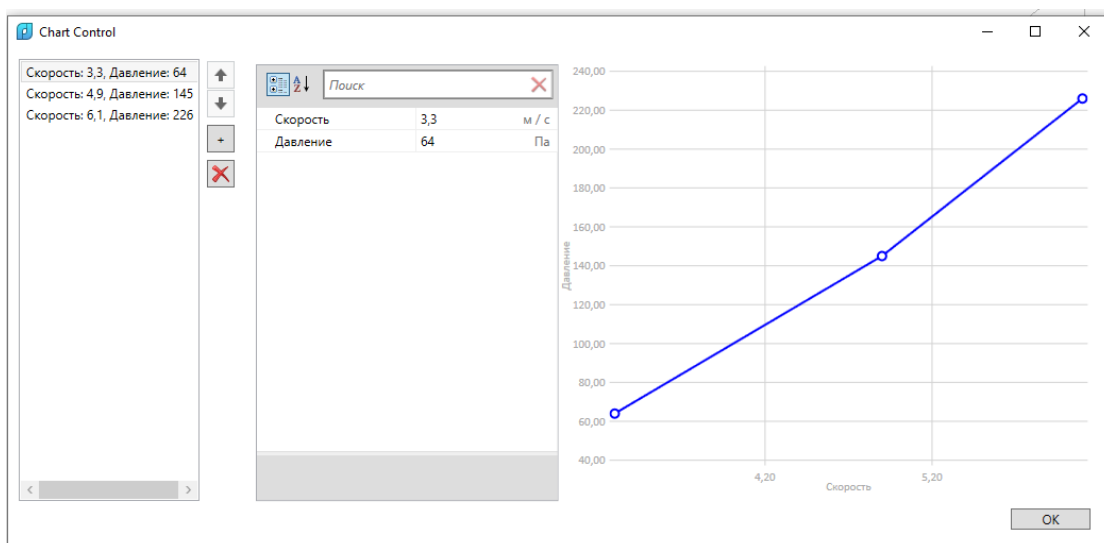 Chart Control
Скорость: 3,3, Давление: 64
Скорость: 4,9, Давление: 145
Скорость: 6,1, Давление: 226
+
A
Z
Поиск
Скорость 3,3 м / с
Давление 64 Па
240,00
220,00
200,00
180,00
160,00
140,00
120,00
100,00
80,00
60,00
40,00
Давление
4,20 5,20
Скорость
OK